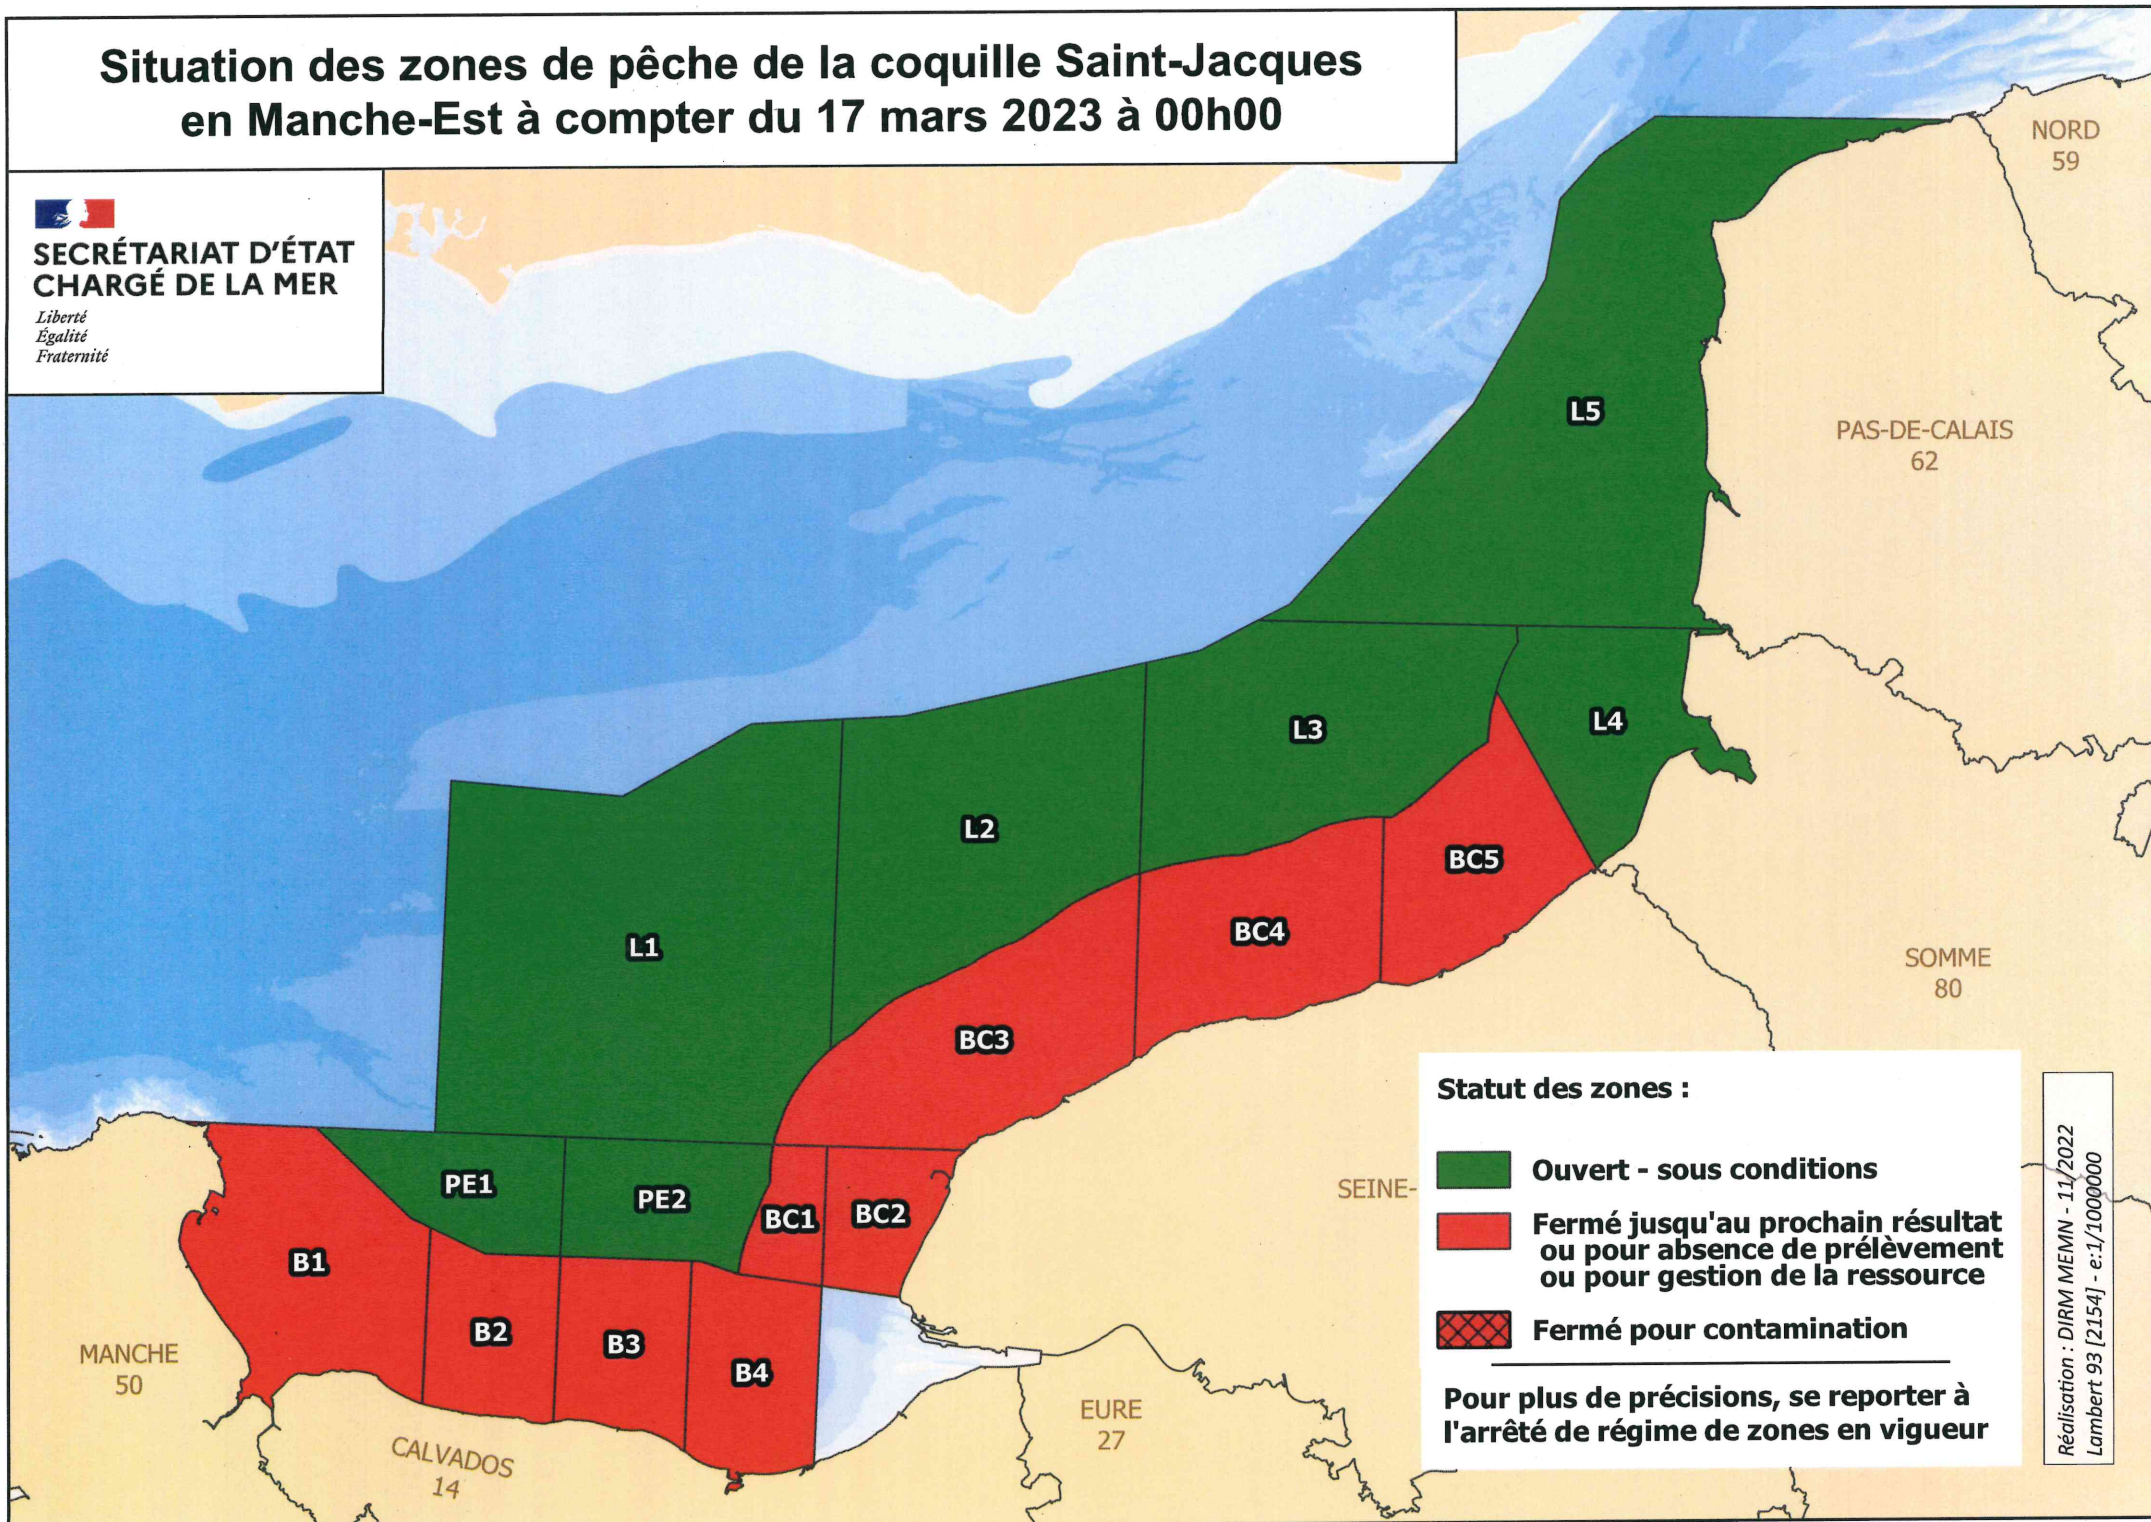 Situation des zones de pêche de la coquille Saint-Jacques
en Manche-Est à compter du 17 mars 2023 à 00h00
SECRÉTARIAT D'ÉTAT
CHARGÉ DE LA MER
Liberté
Égalité
Fraternité
NORD
59
L5
PAS-DE-CALAIS
62
L3
L4
L2
BC5
L1
BC4
SOMME
80
BC3
PE1
PE2
BC1
BC2
SEINE-
B1
B2
B3
B4
MANCHE
50
CALVADOS
14
EURE
27
Statut des zones :
Ouvert - sous conditions
Fermé jusqu'au prochain résultat
ou pour absence de prélèvement
ou pour gestion de la ressource
Fermé pour contamination
Pour plus de précisions, se reporter à
l'arrêté de régime de zones en vigueur
Réalisation : DIRM MEMN - 11/2022
Lambert 93 [2154] - e:1/1000000